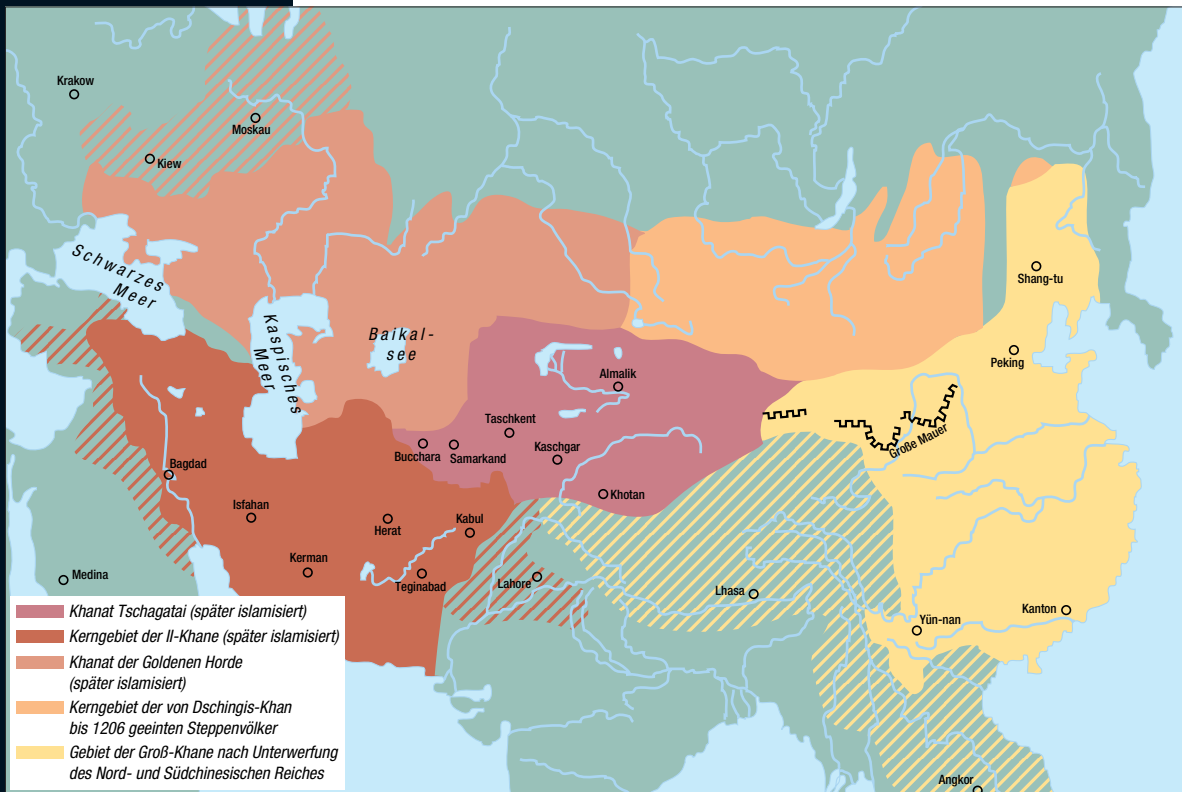 Krakow
Moskau
Kiew
Schwarzes
Meer
Kaspisches
Meer
Baikal-
see
Shang-tu
Peking
Almalik
Taschkent
Bucchara
Samarkand
Kaschgar
Große Mauer
Khotan
Bagdad
Isfahan
Herat
Kabul
Kerman
Teginabad
Lahore
Medina
Lhasa
Yün-nan
Kanton
Angkor
Khanat Tschagatai (später islamisiert)
Kerngebiet der Il-Khane (später islamisiert)
Khanat der Goldenen Horde
(später islamisiert)
Kerngebiet der von Dschingis-Khan
bis 1206 geeinten Steppenvölker
Gebiet der Groß-Khane nach Unterwerfung
des Nord- und Südchinesischen Reiches